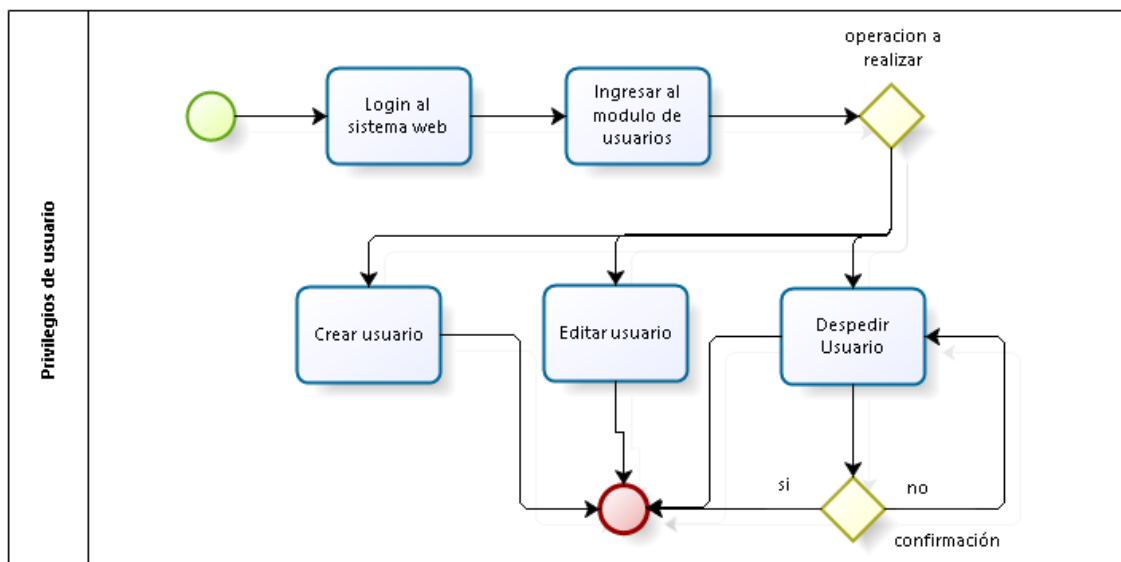 Privilegios de usuario
operacion a
realizar
Login al
sistema web
Ingresar al
modulo de
usuarios
Crear usuario
Editar usuario
Despedir
Usuario
si
no
confirmación